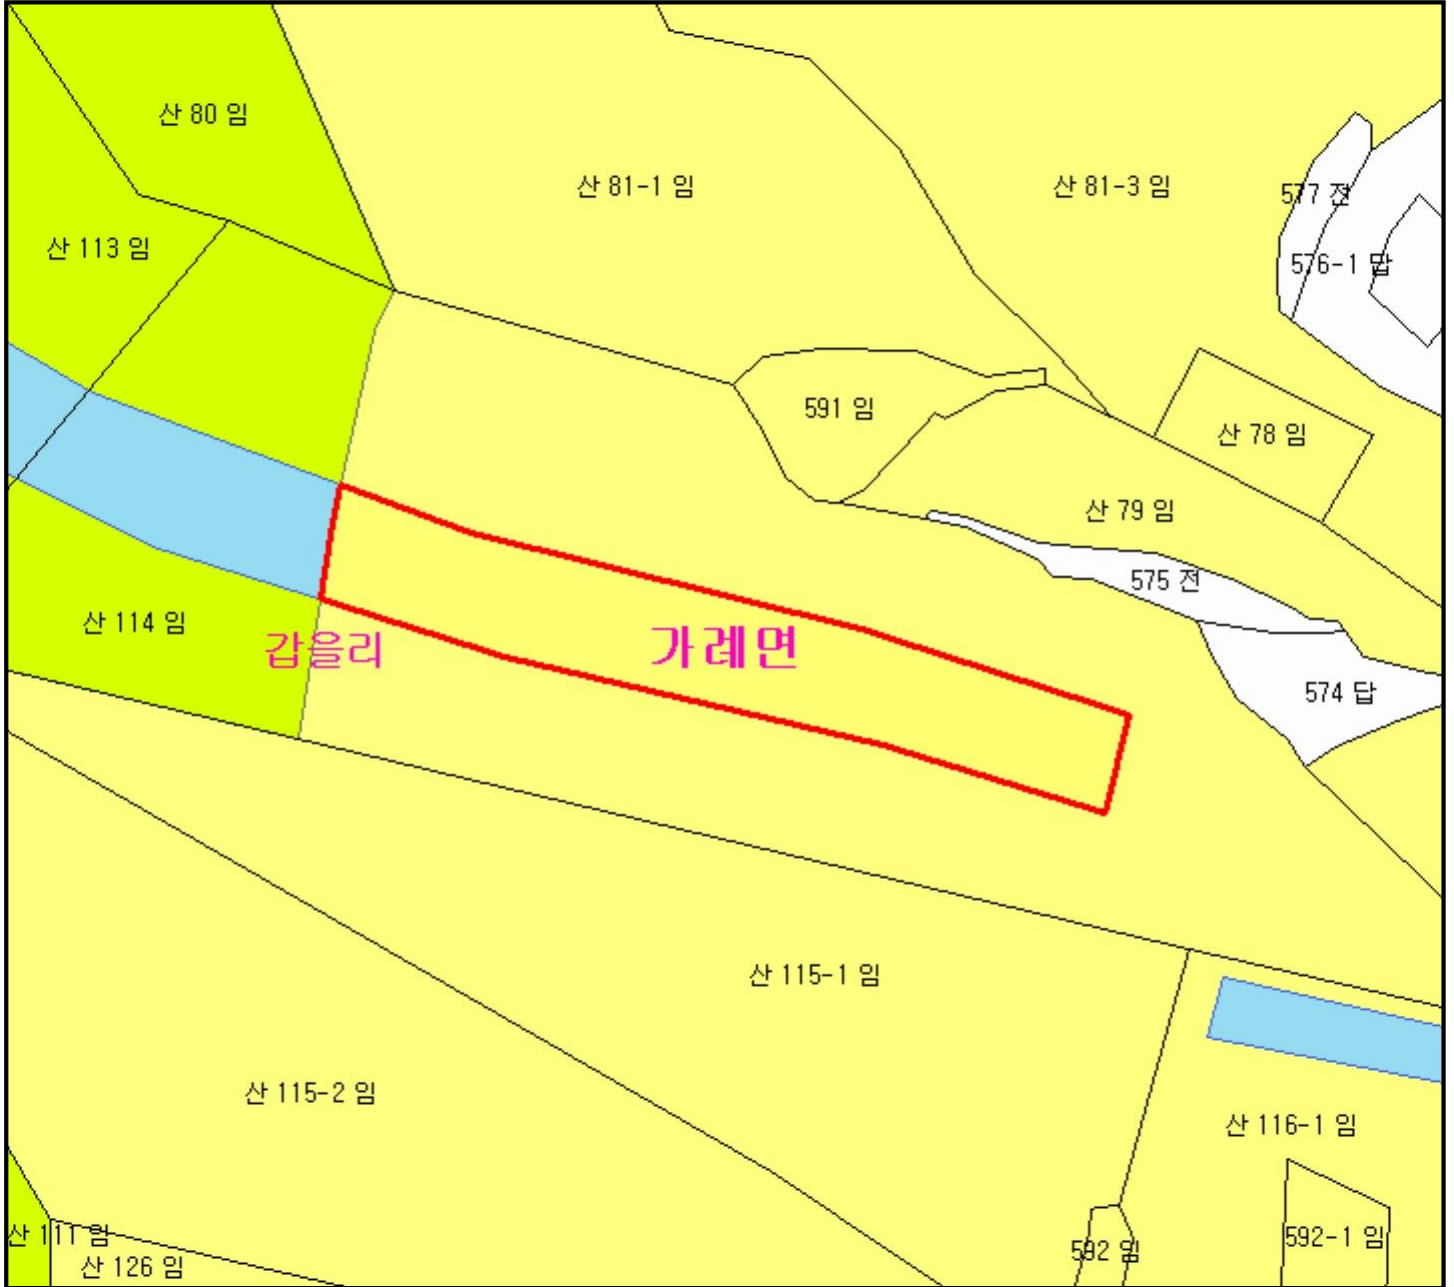 산 80 임
산 81-1 임
산 81-3 임
577 전
산 113 임
576-1 답
591 임
산 78 임
산 79 임
575 전
산 114 임
갑을리
가례면
574 답
산 115-1 임
산 115-2 임
산 116-1 임
산 111 임
592 임
592-1 임
산 126 임